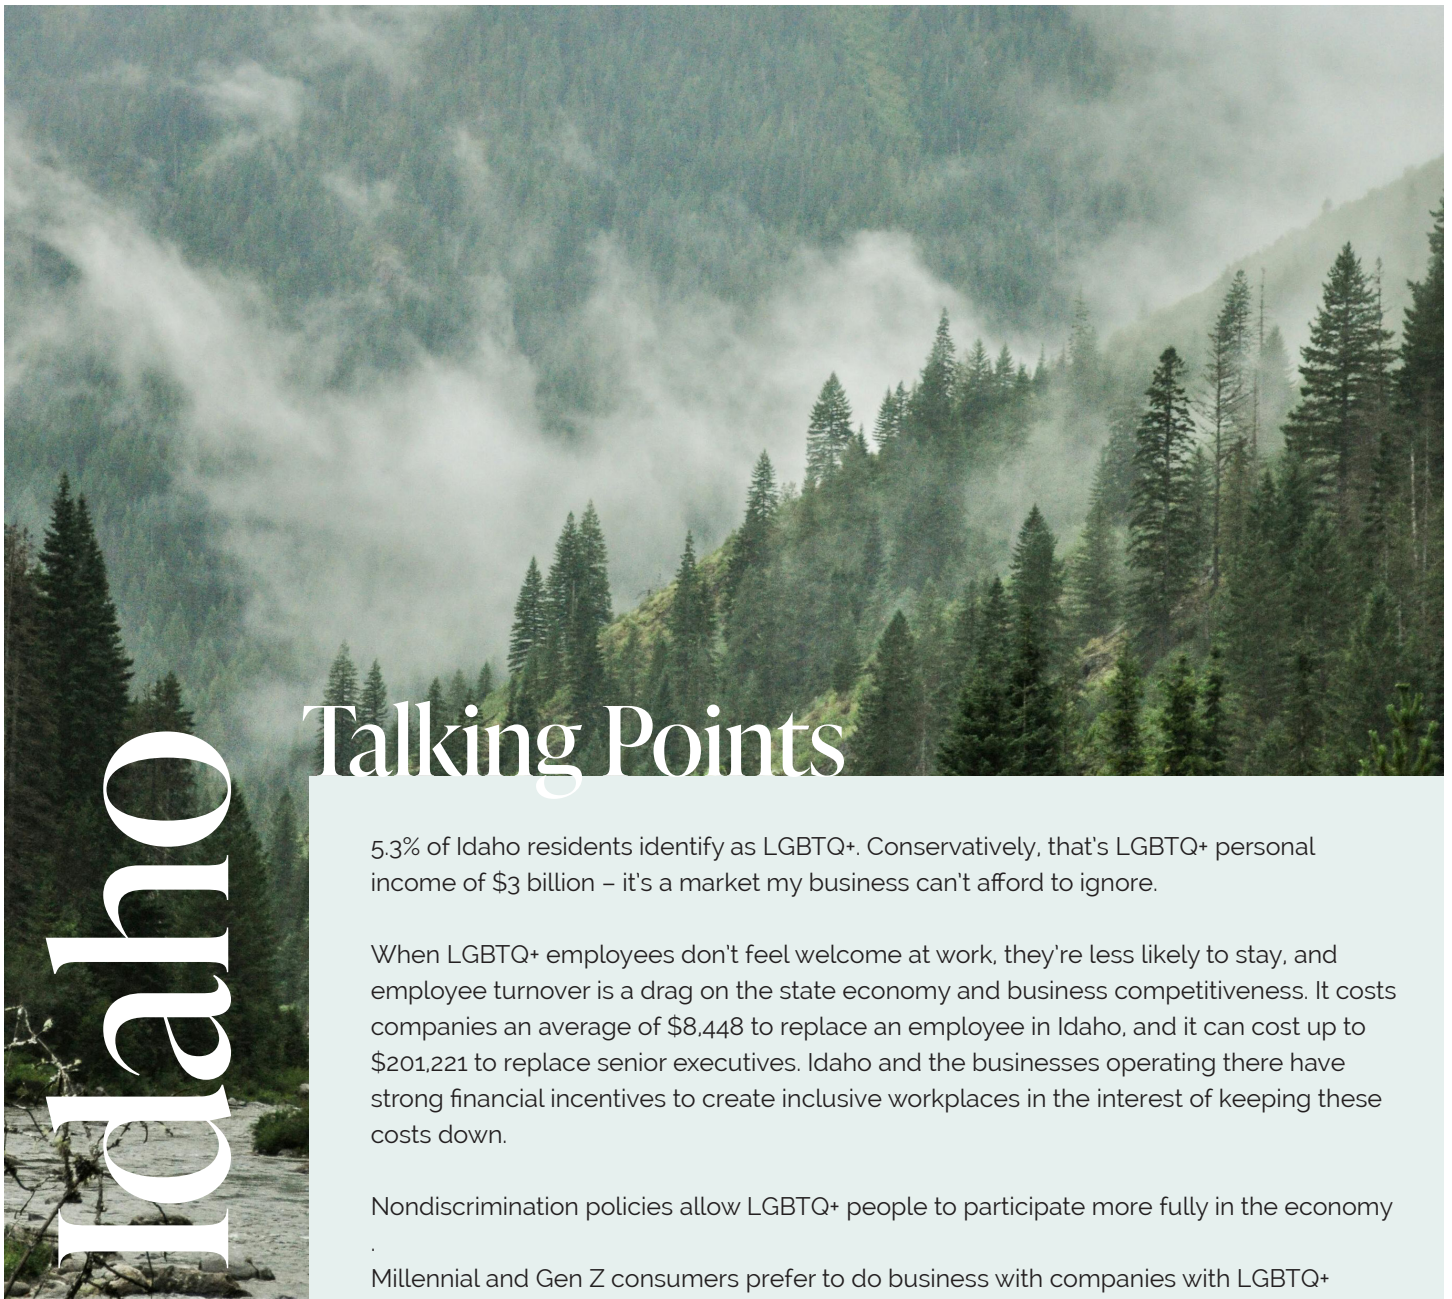 Idaho
Talking Points
5.3% of Idaho residents identify as LGBTQ+. Conservatively, that's LGBTQ+ personal
income of $3 billion – it's a market my business can't afford to ignore.
When LGBTQ+ employees don't feel welcome at work, they're less likely to stay, and
employee turnover is a drag on the state economy and business competitiveness. It costs
companies an average of $8,448 to replace an employee in Idaho, and it can cost up to
$201,221 to replace senior executives. Idaho and the businesses operating there have
strong financial incentives to create inclusive workplaces in the interest of keeping these
costs down.
Nondiscrimination policies allow LGBTQ+ people to participate more fully in the economy
.
Millennial and Gen Z consumers prefer to do business with companies with LGBTQ+